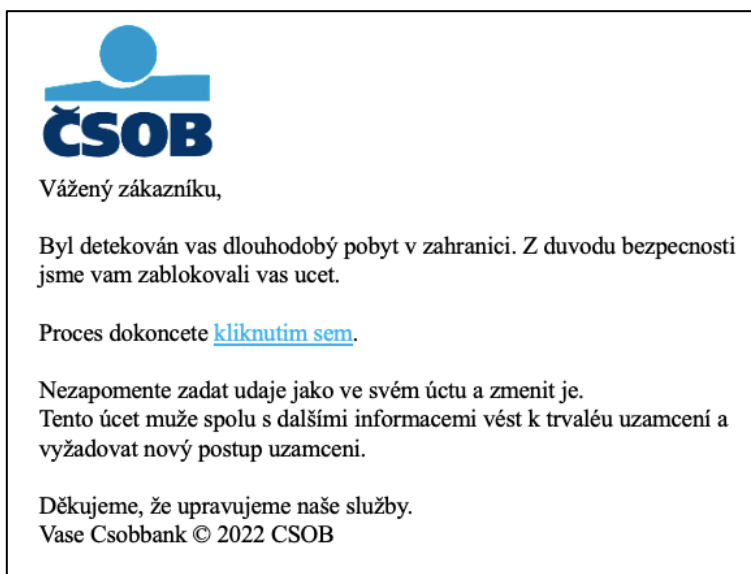 ČSOB
Vážený zákazníku,
Byl detekován vas dlouhodobý pobyt v zahranici. Z duvodu bezpecnosti
jsme vam zablokovali vas ucet.
Proces dokoncete kliknutim sem.
Nezapomente zadat udaje jako ve svém úctu a zmenit je.
Tento úcet muže spolu s dalšími informacemi vést k trvaléu uzamcení a
vyžadovat nový postup uzamceni.
Děkujeme, že upravujeme naše služby.
Vase Csobbank © 2022 CSOB